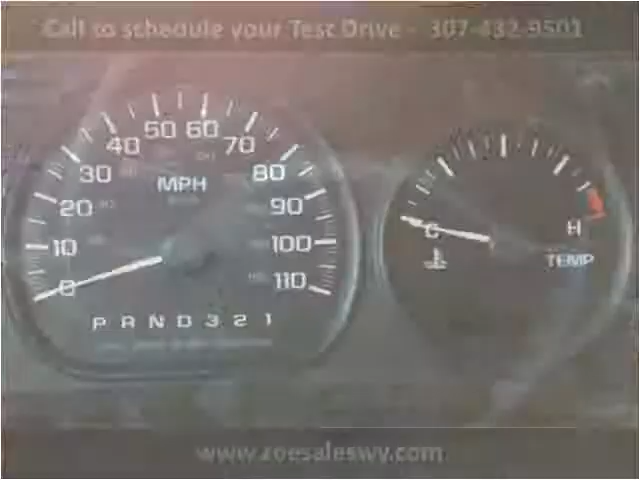 Call to schedule your Test Drive - 307-432-9501
50 60
40 70
30 80
MPH
20 90
10 100
0 110
P R N D 3 2 1
C H
TEMP
www.zoesaleswy.com